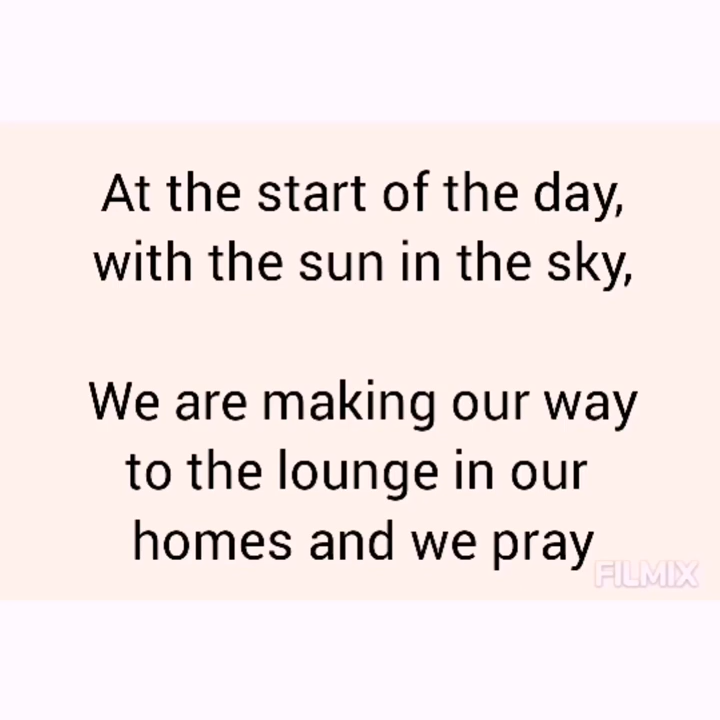 At the start of the day,
with the sun in the sky,
We are making our way
to the lounge in our
homes and we pray
FILMIX